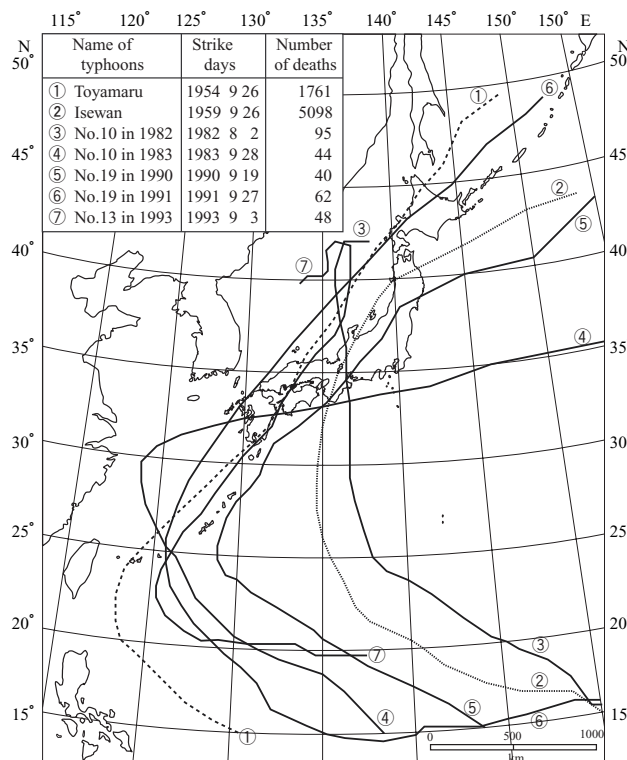 115° 120° 125° 130° 135° 140° 145° 150° 150° E
N
50°
45°
40°
35°
30°
25°
20°
15°
Name of typhoons Strike days Number of deaths
① Toyamaru 1954 9 26 1761
② Isewan 1959 9 26 5098
③ No.10 in 1982 1982 8 2 95
④ No.10 in 1983 1983 9 28 44
⑤ No.19 in 1990 1990 9 19 40
⑥ No.19 in 1991 1991 9 27 62
⑦ No.13 in 1993 1993 9 3 48
N
50°
45°
40°
35°
30°
25°
20°
15°
①
⑥
②
⑤
③
⑦
④
③
⑦
②
④
⑤
⑥
①
0 500 1000
km